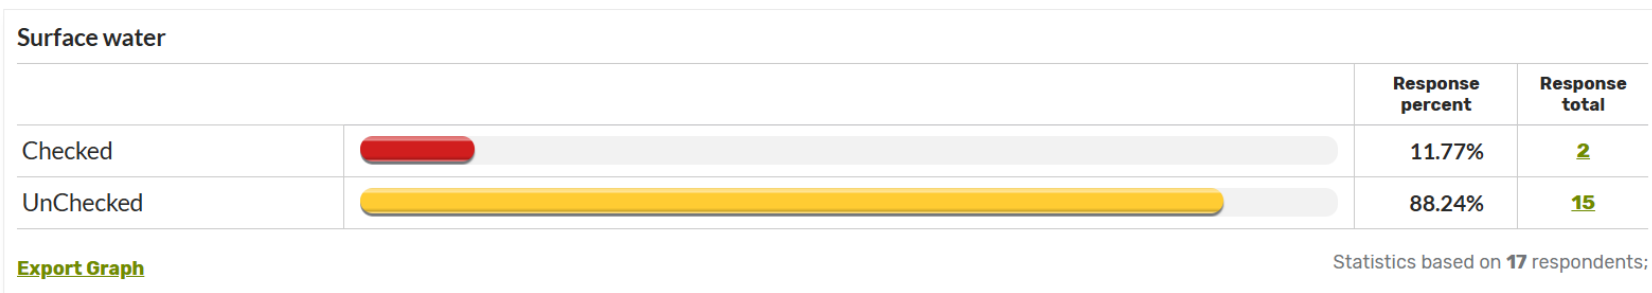 Surface water
Response percent
Response total
Checked 11.77% 2
UnChecked 88.24% 15
Export Graph
Statistics based on 17 respondents;